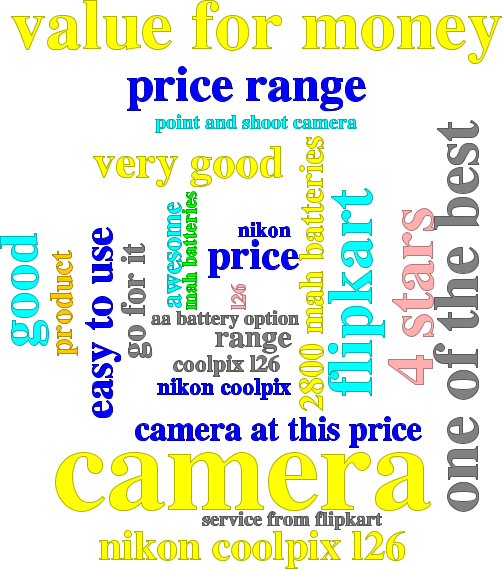 value for money
price range
point and shoot camera
very good
one of the best
2800 mah batteries
flipkart
4 stars
awesome
mah batteries
nikon
price
good
product
easy to use
go for it
l26
aa battery option
range
coolpix l26
nikon coolpix
camera at this price
camera
service from flipkart
nikon coolpix l26